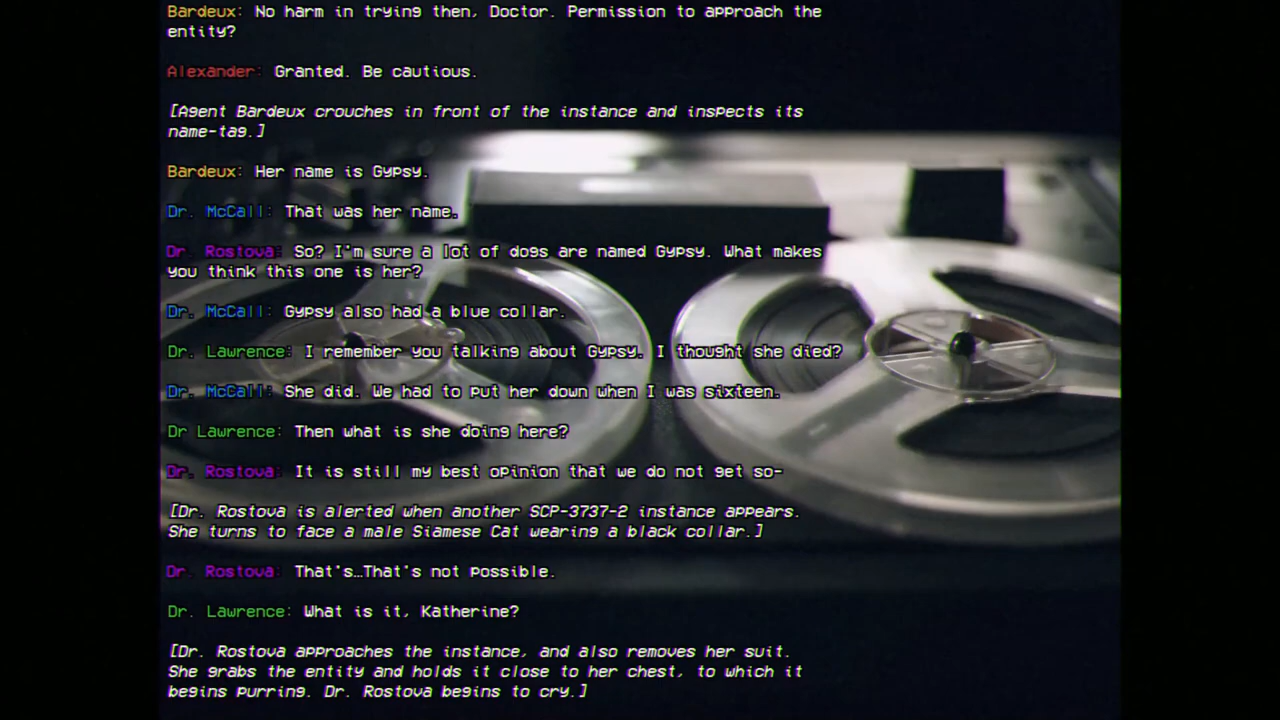 Bardeux: No harm in trying then, Doctor. Permission to approach the
entity?
Alexander: Granted. Be cautious.
[Agent Bardeux crouches in front of the instance and inspects its
name-tag.]
Bardeux: Her name is Gypsy.
Dr. McCall: That was her name.
Dr. Rostova: So? I'm sure a lot of dogs are named Gypsy. What makes
you think this one is her?
Dr. McCall: Gypsy also had a blue collar.
Dr. Lawrence: I remember you talking about Gypsy. I thought she died?
Dr. McCall: She did. We had to put her down when I was sixteen.
Dr Lawrence: Then what is she doing here?
Dr. Rostova: It is still my best opinion that we do not get so-
[Dr. Rostova is alerted when another SCP-3737-2 instance appears.
She turns to face a male Siamese Cat wearing a black collar.]
Dr. Rostova: That's…That's not possible.
Dr. Lawrence: What is it, Katherine?
[Dr. Rostova approaches the instance, and also removes her suit.
She grabs the entity and holds it close to her chest, to which it
begins purring. Dr. Rostova begins to cry.]